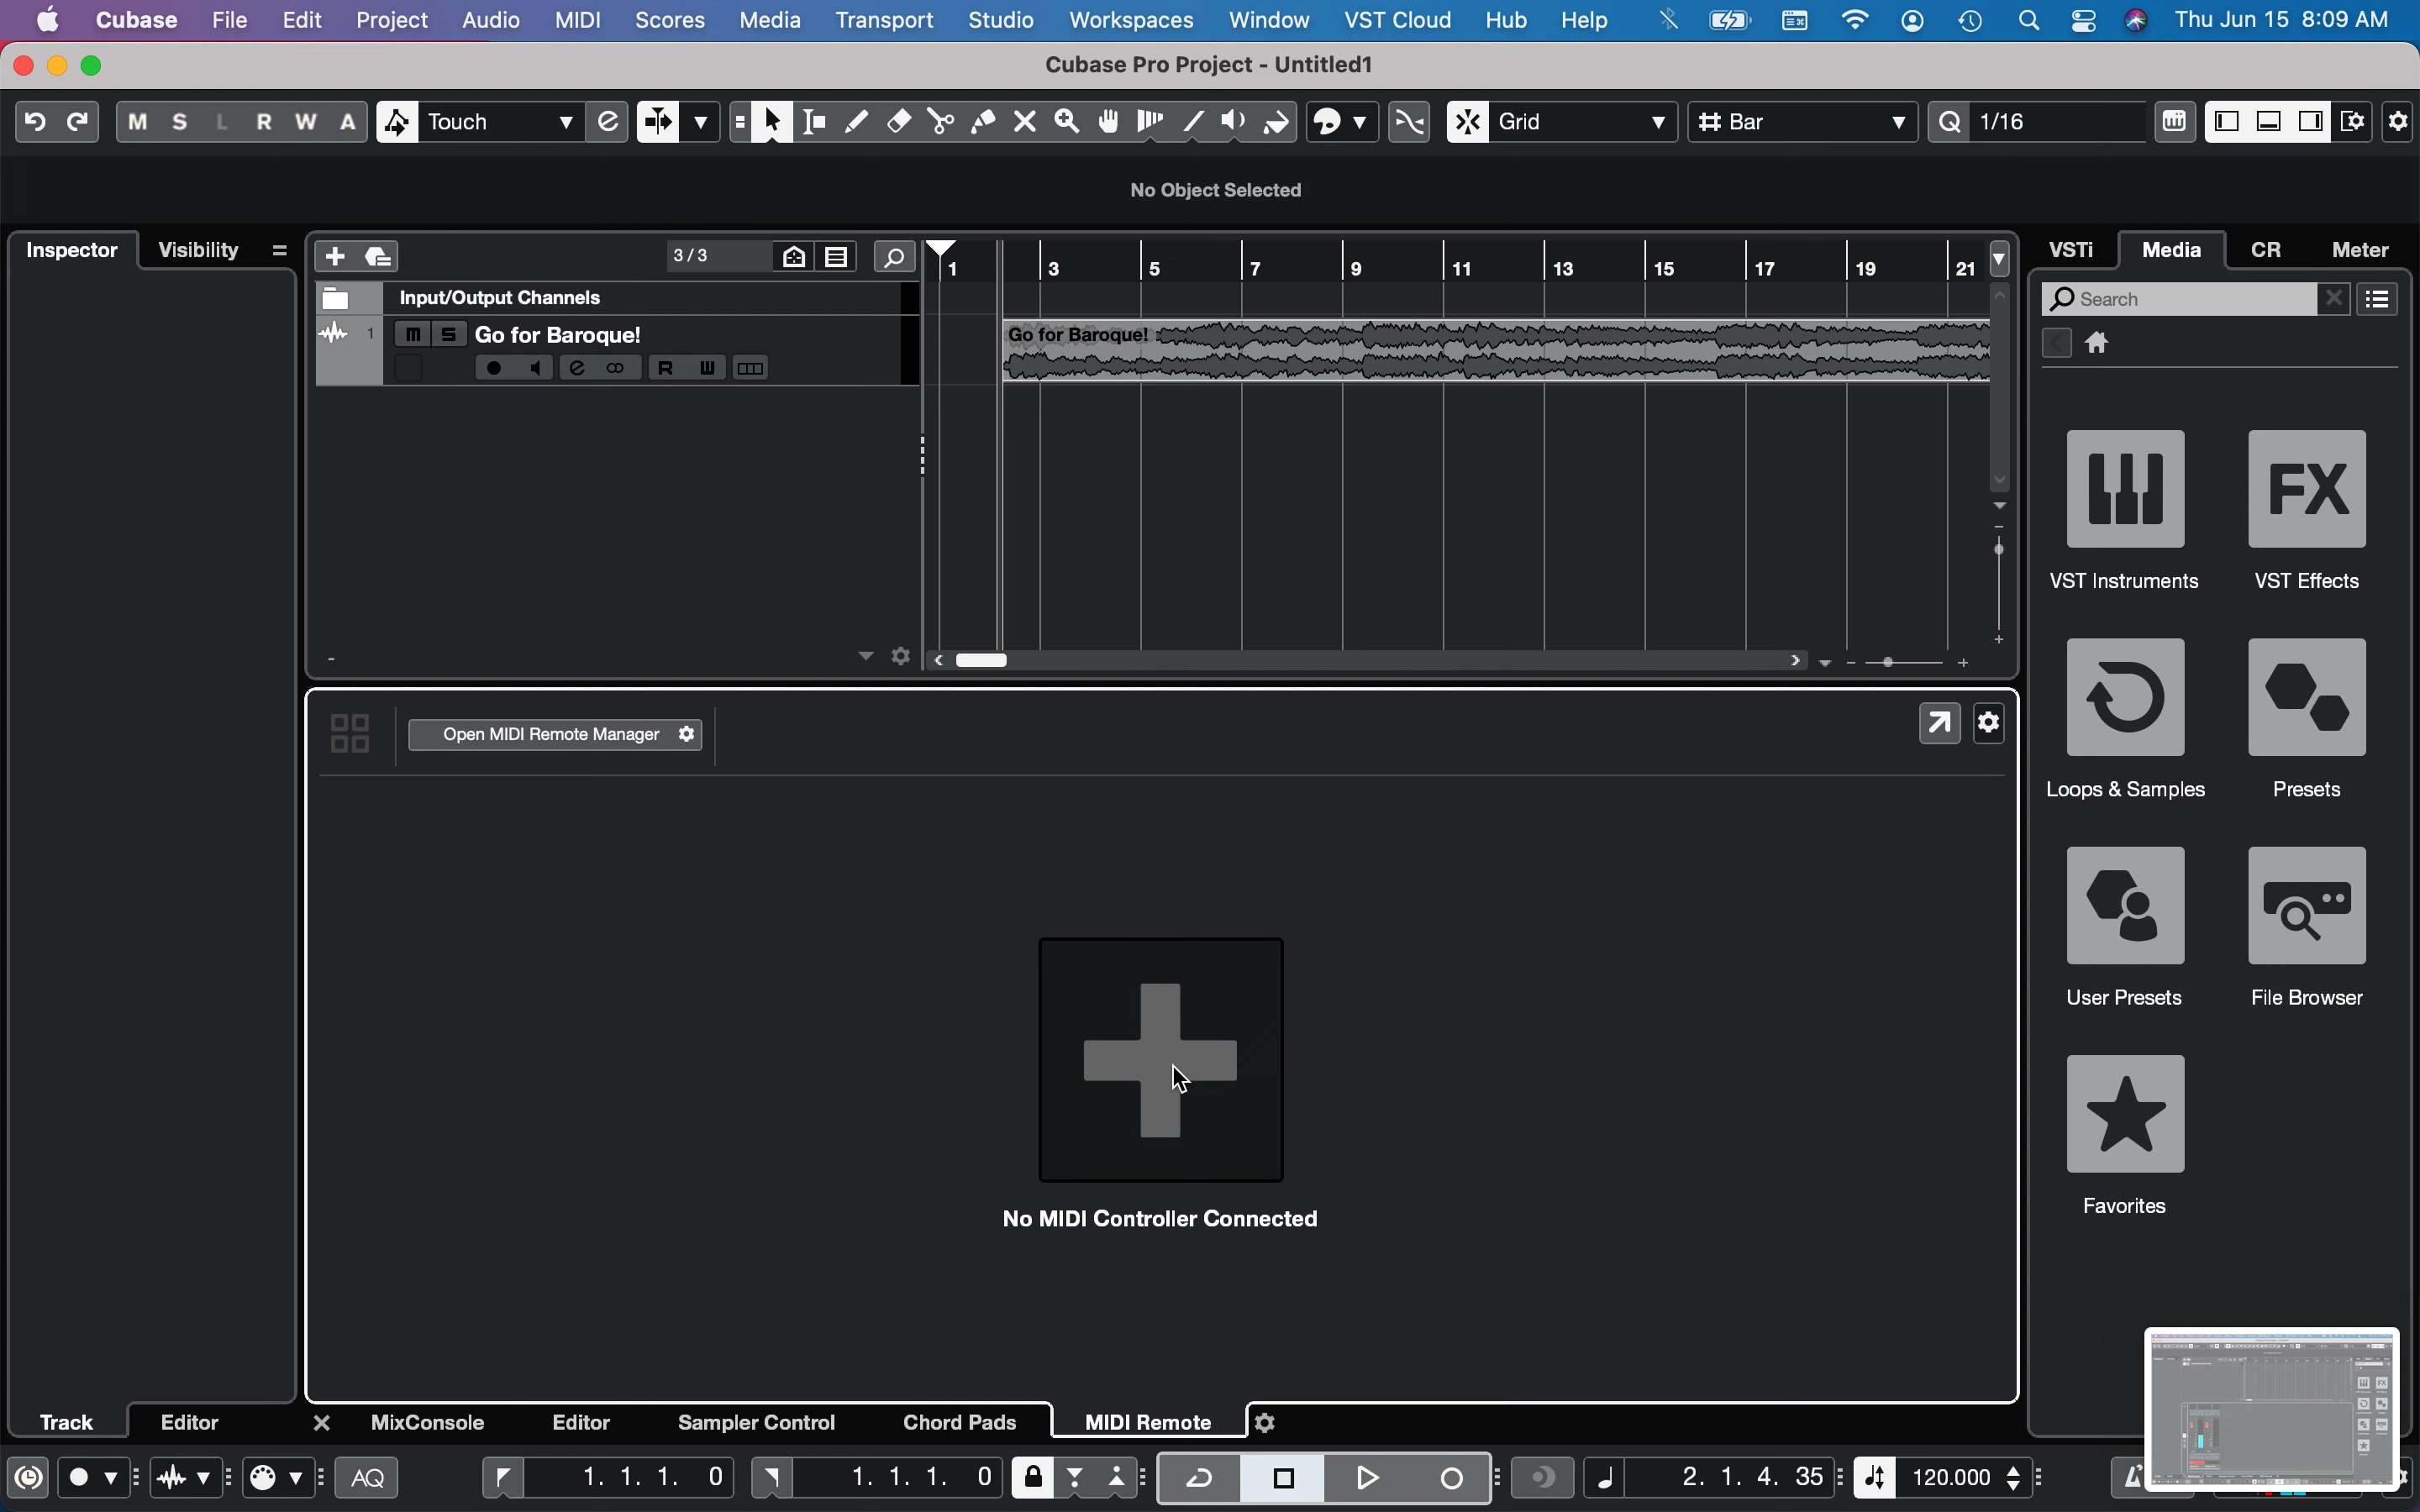 Cubase File Edit Project Audio MIDI Scores Media Transport Studio Workspaces Window VST Cloud Hub Help Thu Jun 15 8:09 AM
Cubase Pro Project - Untitled1
M S L R W A Touch Grid Bar Q 1/16
No Object Selected
Inspector Visibility
3 / 3
1 3 5 7 9 11 13 15 17 19 21
VSTi Media CR Meter
Input/Output Channels
Search
1 m S Go for Baroque!
Go for Baroque!
R W
FX
VST Instruments VST Effects
Open MIDI Remote Manager
Loops & Samples Presets
User Presets File Browser
No MIDI Controller Connected
Favorites
Track Editor MixConsole Editor Sampler Control Chord Pads MIDI Remote
AQ 1. 1. 1. 0 1. 1. 1. 0 2. 1. 4. 35 120.000